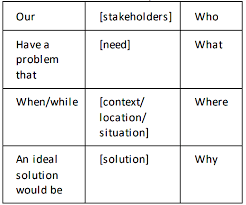 Our [stakeholders] Who
Have a [need] What
problem
that
When/while [context/ Where
location/
situation]
An ideal [solution] Why
solution
would be